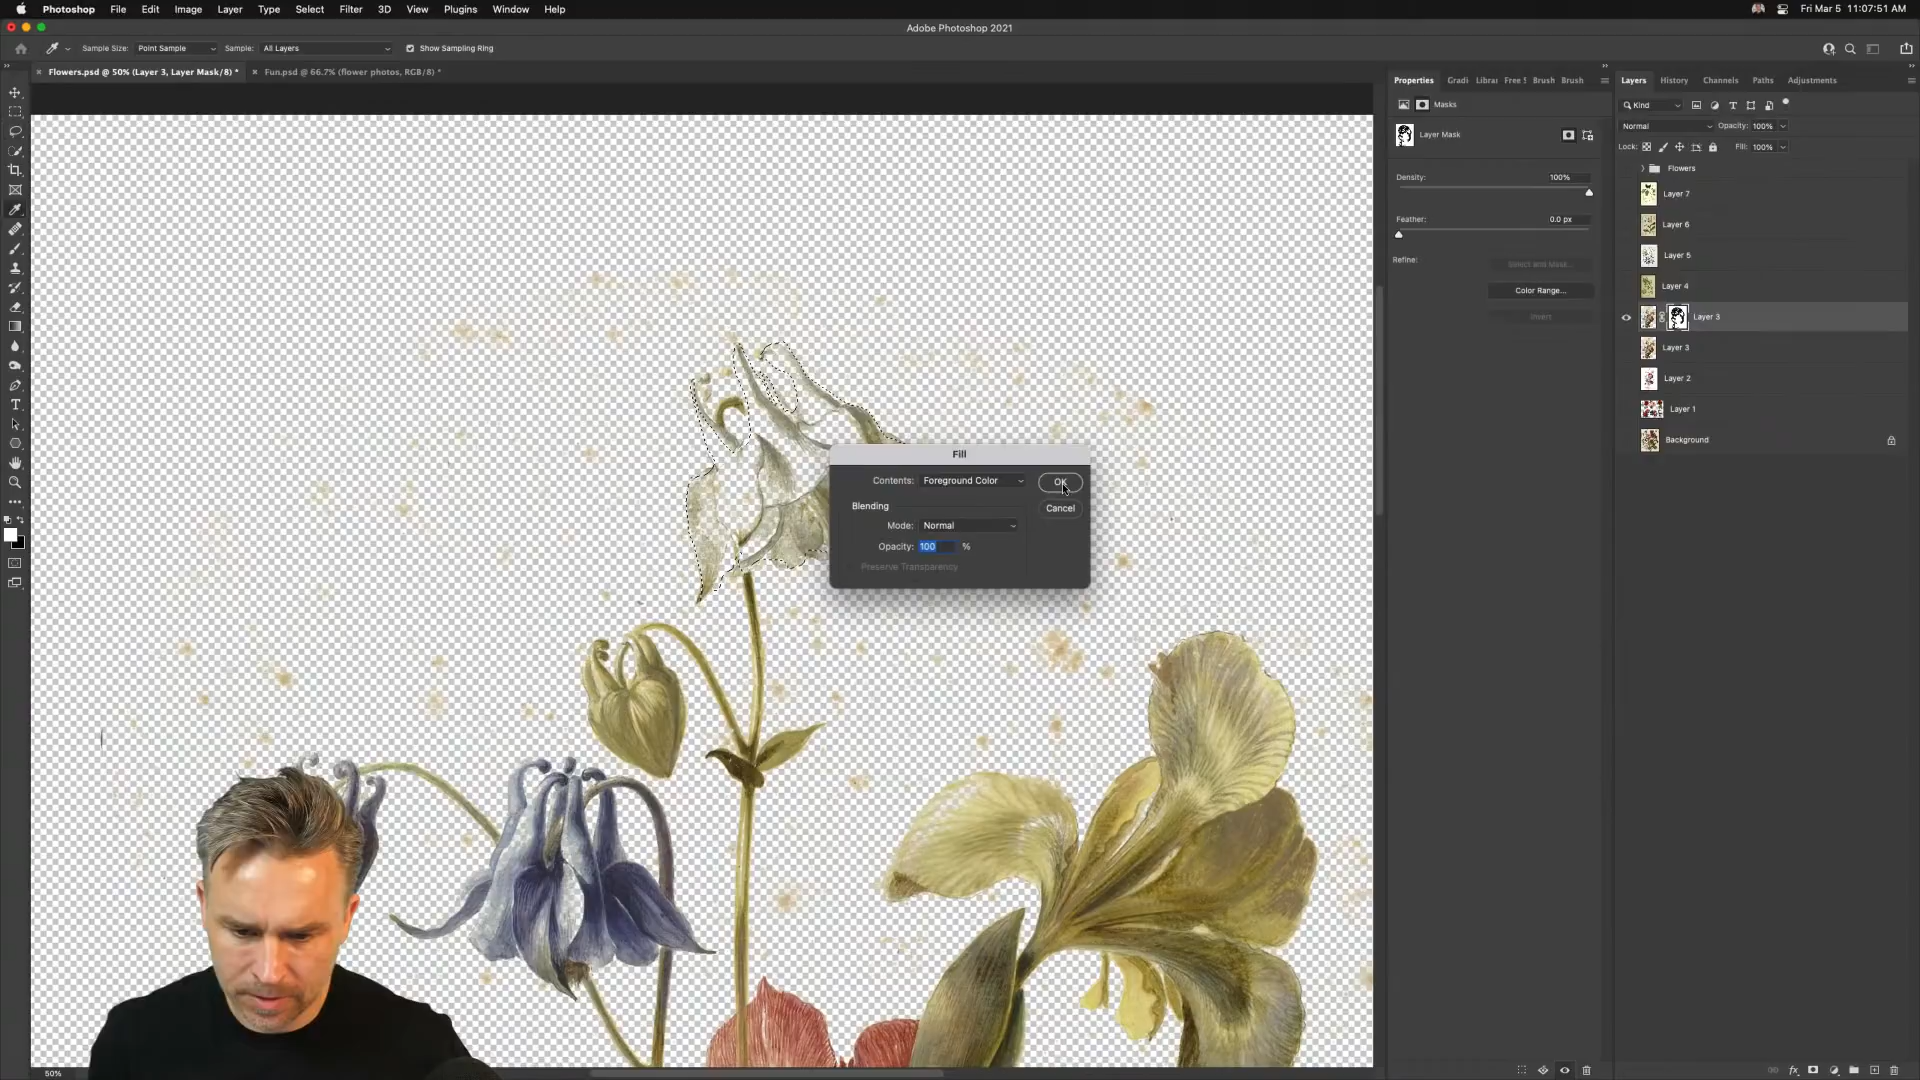 Photoshop File Edit Image Layer Type Select Filter 3D View Plugins Window Help Fri Mar 5 11:07:51 AM
Adobe Photoshop 2021
Sample Size: Point Sample Sample: All Layers Show Sampling Ring
Flowers.psd @ 50% (Layer 3, Layer Mask/8) * Fun.psd @ 66.7% (flower photos, RGB/8) *
Properties Gradi Librar Free S Brush Brush
Masks
Layer Mask
Density: 100%
Feather: 0.0 px
Refine: Select and Mask...
Color Range...
Invert
Layers History Channels Paths Adjustments
Kind
Normal Opacity: 100%
Lock: Fill: 100%
Flowers
Layer 7
Layer 6
Layer 5
Layer 4
Layer 3
Layer 3
Layer 2
Layer 1
Background
Fill
Contents: Foreground Color OK
Blending Cancel
Mode: Normal
Opacity: 100 %
Preserve Transparency
50%